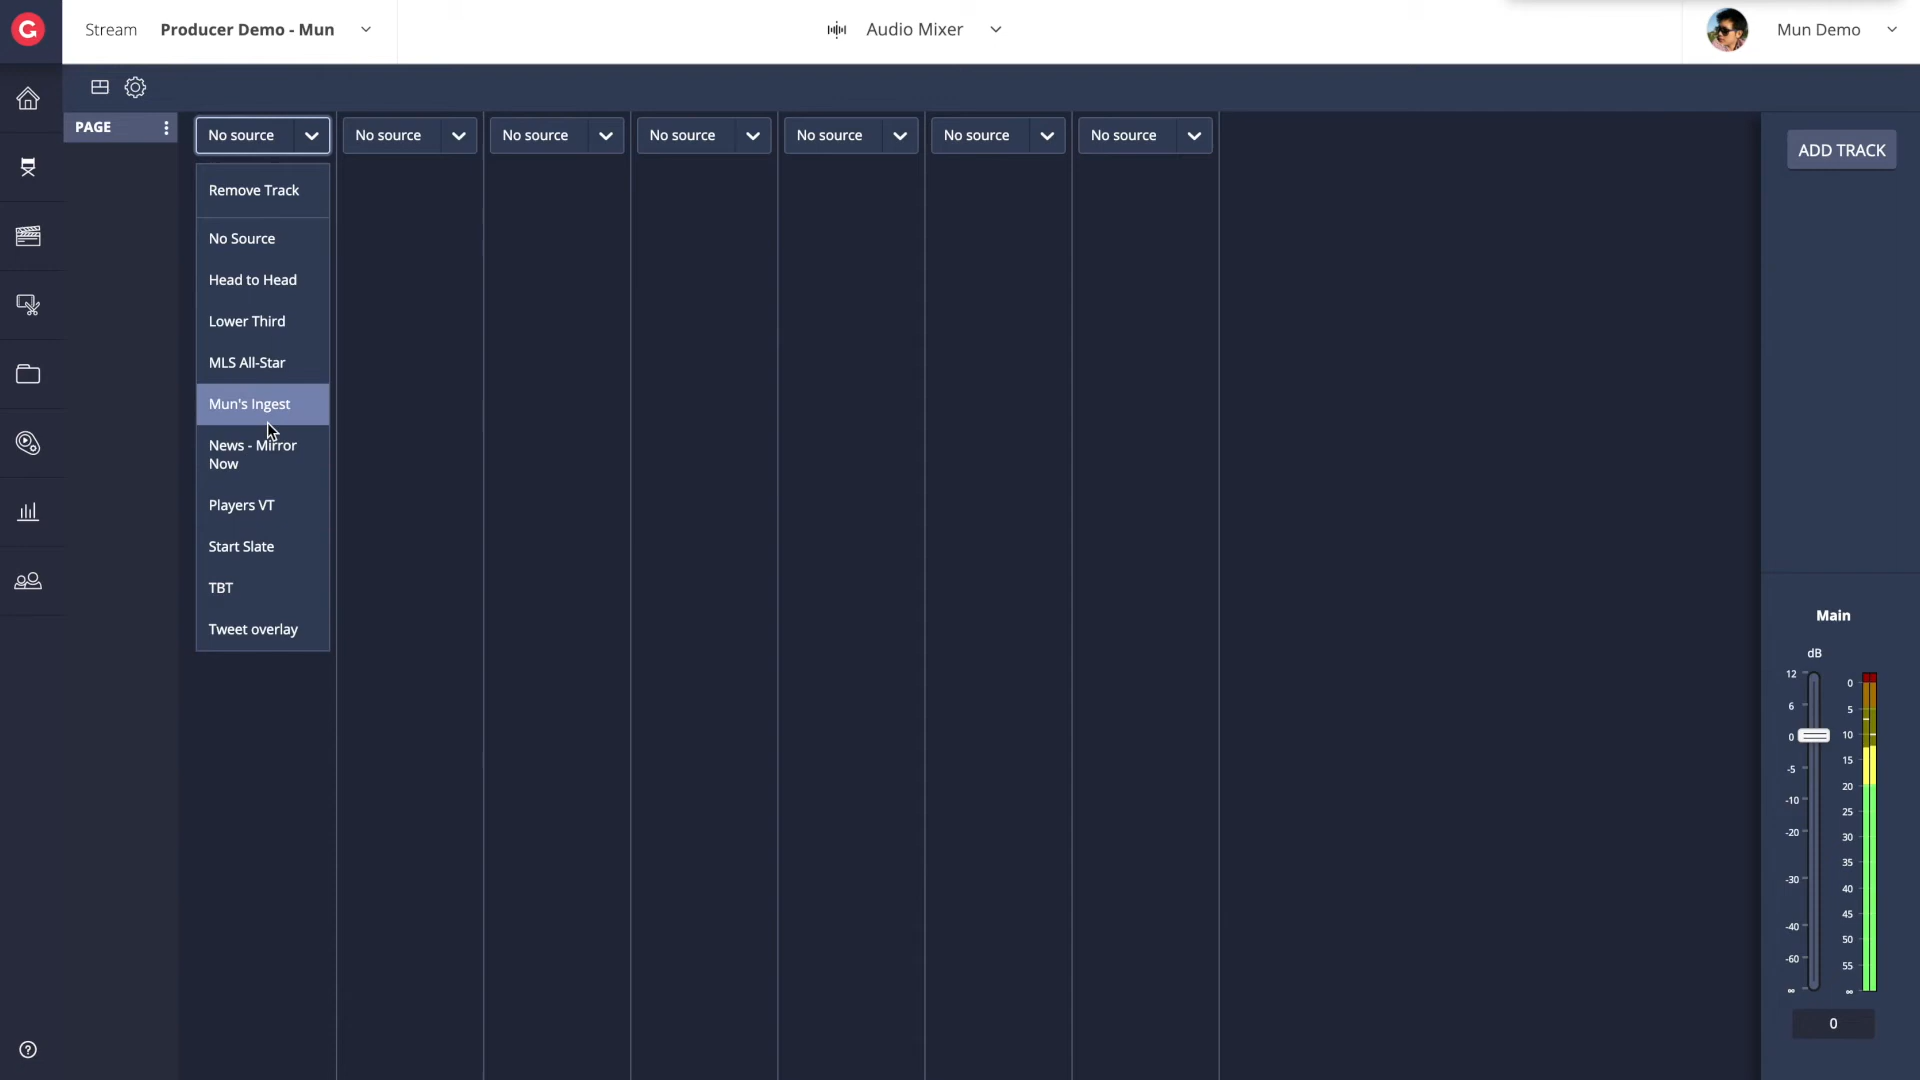 G
Stream Producer Demo - Mun
Audio Mixer
Mun Demo
PAGE
No source
No source
No source
No source
No source
No source
No source
ADD TRACK
Remove Track
No Source
Head to Head
Lower Third
MLS All-Star
Mun's Ingest
News - Mirror
Now
Players VT
Start Slate
TBT
Tweet overlay
Main
dB
12
6
0
-5
-10
-20
-30
-40
-60
∞
0
5
10
15
20
25
30
35
40
45
50
55
∞
0
?